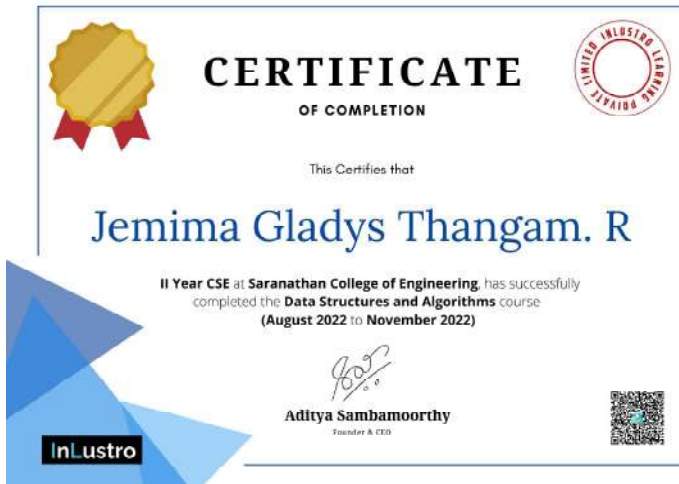 CERTIFICATE
OF COMPLETION
INLUSTRO LEARNING PRIVATE LIMITED
This Certifies that
Jemima Gladys Thangam. R
II Year CSE at Saranathan College of Engineering, has successfully
completed the Data Structures and Algorithms course
(August 2022 to November 2022)
Aditya Sambamoorthy
Founder & CEO
InLustro